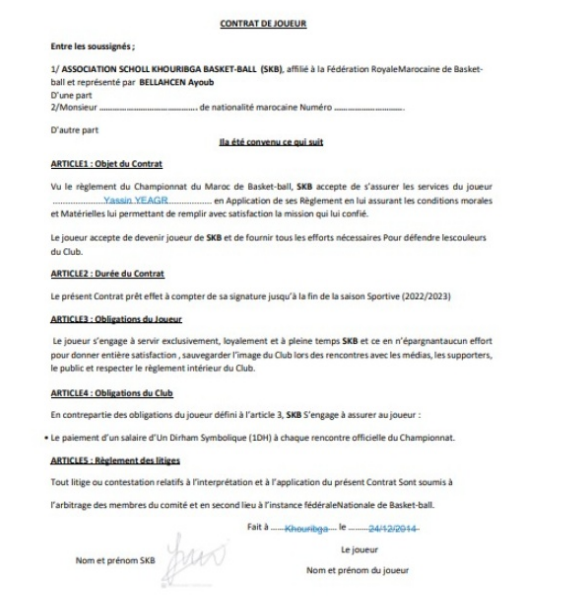 CONTRAT DE JOUEUR
Entre les soussignés ;
1/ ASSOCIATION SCHOLL KHOURIBGA BASKET-BALL (SKB), affilié à la Fédération RoyaleMarocaine de Basket-
ball et représenté par BELLAHCEN Ayoub
D'une part
2/Monsieur ........................................, de nationalité marocaine Numéro ............................
D'autre part
Ila été convenu ce qui suit
ARTICLE1 : Objet du Contrat
Vu le règlement du Championnat du Maroc de Basket-ball, SKB accepte de s'assurer les services du joueur
....................Yassin YEAGR................. en Application de ses Règlement en lui assurant les conditions morales
et Matérielles lui permettant de remplir avec satisfaction la mission qui lui confié.
Le joueur accepte de devenir joueur de SKB et de fournir tous les efforts nécessaires Pour défendre lescouleurs
du Club.
ARTICLE2 : Durée du Contrat
Le présent Contrat prêt effet à compter de sa signature jusqu'à la fin de la saison Sportive (2022/2023)
ARTICLE3 : Obligations du Joueur
Le joueur s'engage à servir exclusivement, loyalement et à pleine temps SKB et ce en n'épargnantaucun effort
pour donner entière satisfaction , sauvegarder l'image du Club lors des rencontres avec les médias, les supporters,
le public et respecter le règlement intérieur du Club.
ARTICLE4 : Obligations du Club
En contrepartie des obligations du joueur défini à l'article 3, SKB S'engage à assurer au joueur :
• Le paiement d'un salaire d'Un Dirham Symbolique (1DH) à chaque rencontre officielle du Championnat.
ARTICLE5 : Règlement des litiges
Tout litige ou contestation relatifs à l'interprétation et à l'application du présent Contrat Sont soumis à
l'arbitrage des membres du comité et en second lieu à l'instance fédéraleNationale de Basket-ball.
Fait à ......Khouribga.... le .........24/12/2014
Le joueur
Nom et prénom SKB
Nom et prénom du joueur